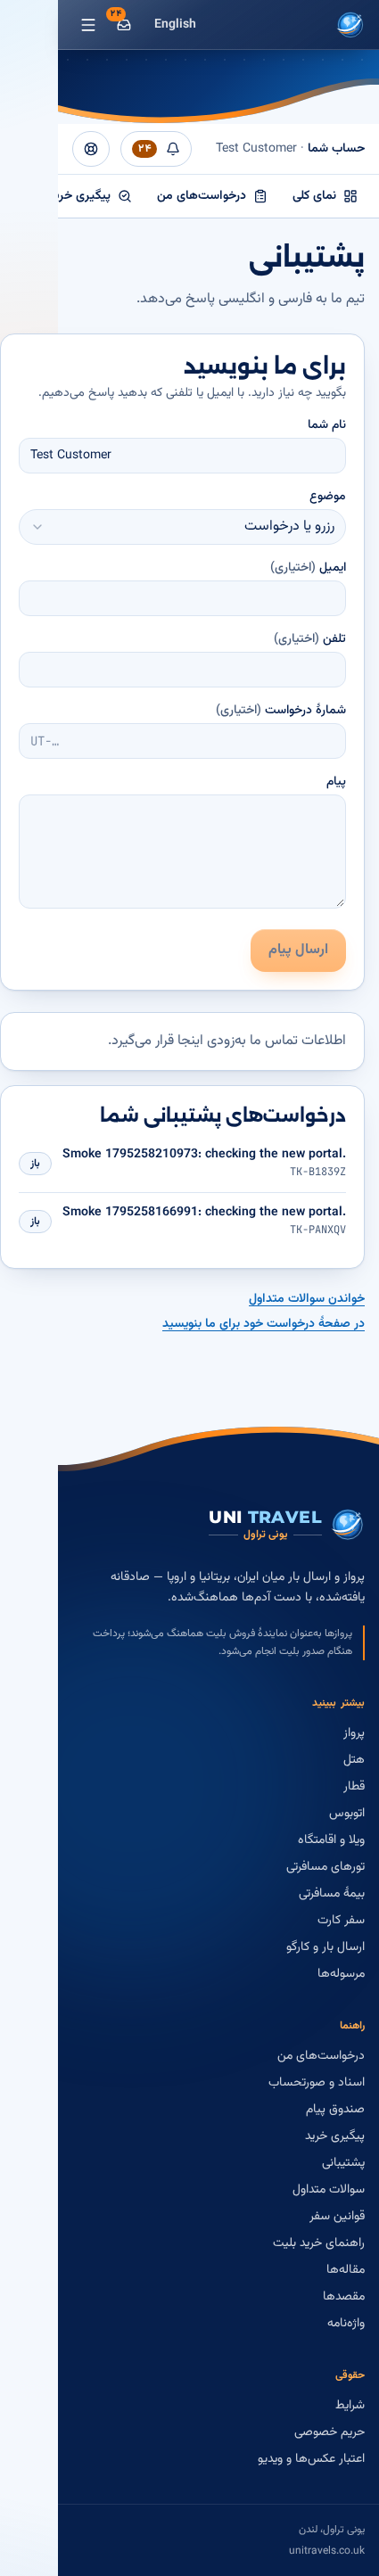 English
۲۴
حساب شما · Test Customer
۲۴
نمای کلی
درخواست‌های من
پیگیری
پشتیبانی
تیم ما به فارسی و انگلیسی پاسخ می‌دهد.
برای ما بنویسید
بگویید چه نیاز دارید. با ایمیل یا تلفنی که بدهید پاسخ می‌دهیم.
نام شما
Test Customer
موضوع
رزرو یا درخواست
ایمیل (اختیاری)
تلفن (اختیاری)
شمارهٔ درخواست (اختیاری)
UT-…
پیام
ارسال پیام
اطلاعات تماس ما به‌زودی اینجا قرار می‌گیرد.
درخواست‌های پشتیبانی شما
Smoke 1795258210973: checking the new portal.
TK-B1839Z
باز
Smoke 1795258166991: checking the new portal.
TK-PANXQV
باز
خواندن سوالات متداول
در صفحهٔ درخواست خود برای ما بنویسید
UNI TRAVEL
یونی تراول
پرواز و ارسال بار میان ایران، بریتانیا و اروپا — صادقانه
یافته‌شده، با دست آدم‌ها هماهنگ‌شده.
پروازها به‌عنوان نمایندهٔ فروش بلیت هماهنگ می‌شوند؛ پرداخت
هنگام صدور بلیت انجام می‌شود.
بیشتر ببینید
پرواز
هتل
قطار
اتوبوس
ویلا و اقامتگاه
تورهای مسافرتی
بیمهٔ مسافرتی
سفر کارت
ارسال بار و کارگو
مرسوله‌ها
راهنما
درخواست‌های من
اسناد و صورتحساب
صندوق پیام
پیگیری خرید
پشتیبانی
سوالات متداول
قوانین سفر
راهنمای خرید بلیت
مقاله‌ها
مقصدها
واژه‌نامه
حقوقی
شرایط
حریم خصوصی
اعتبار عکس‌ها و ویدیو
یونی تراول، لندن
unitravels.co.uk